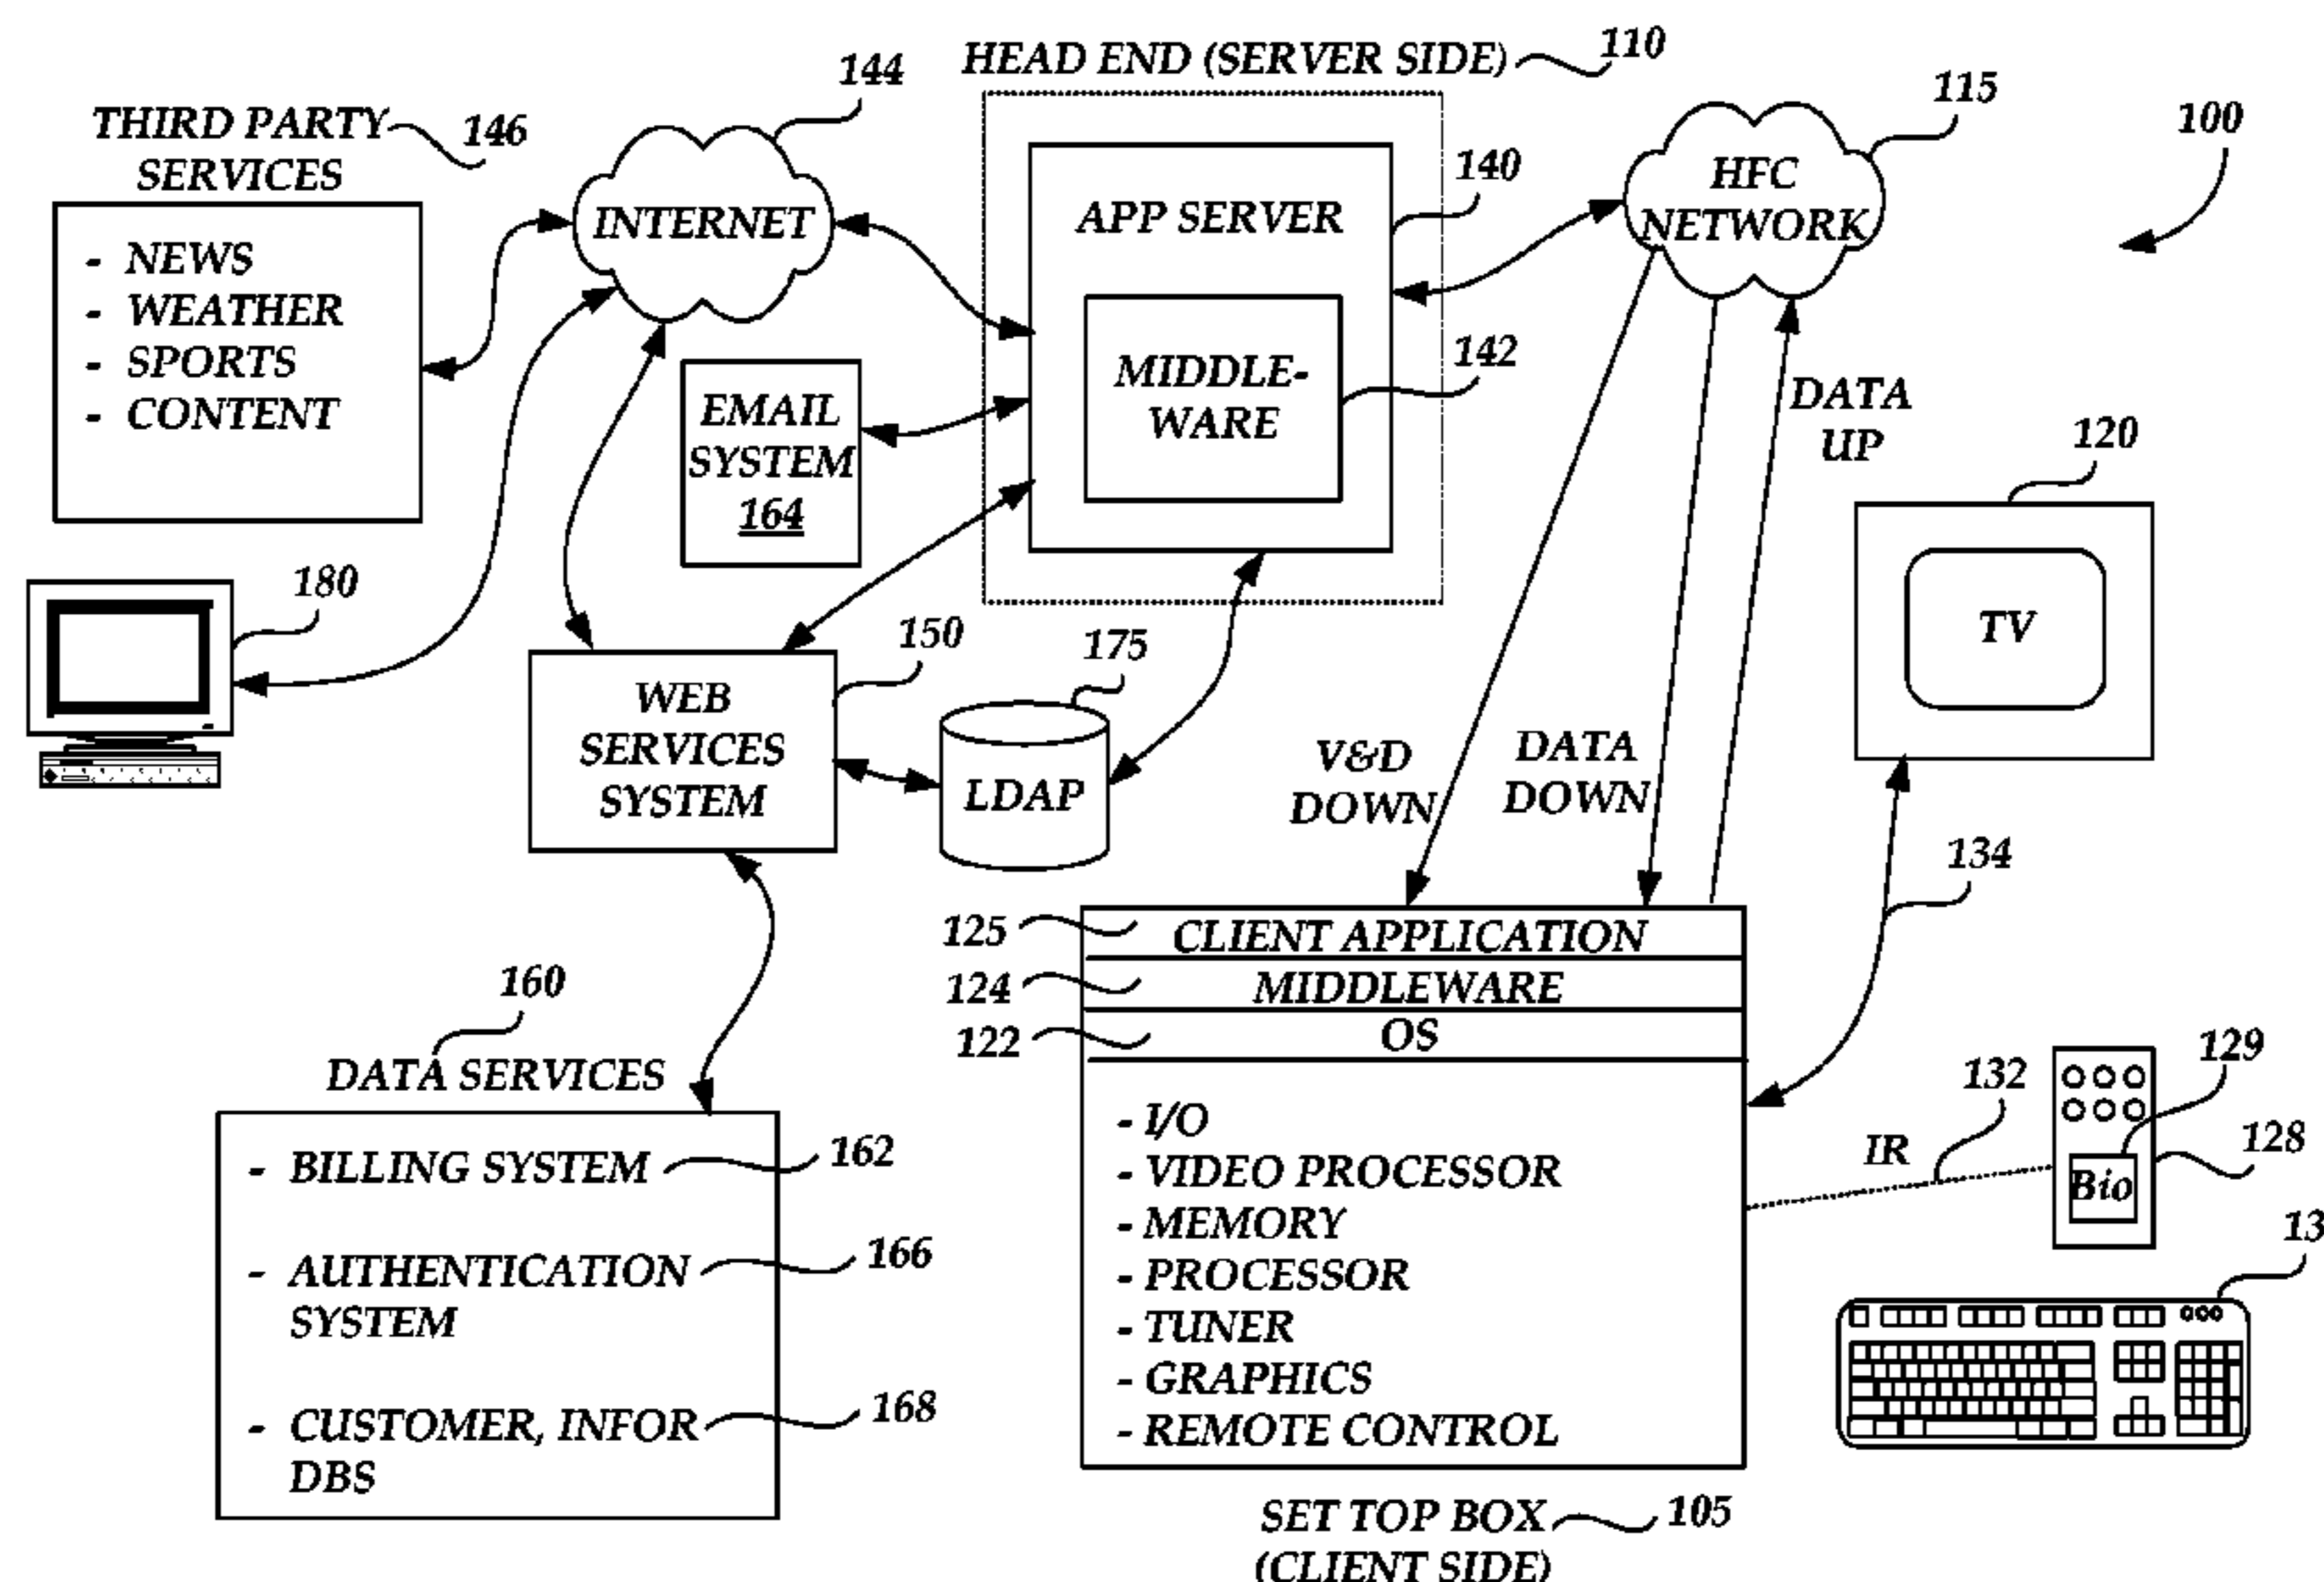 HEAD END (SERVER SIDE) 110
144
115
100
THIRD PARTY 146
SERVICES
- NEWS
- WEATHER
- SPORTS
- CONTENT
INTERNET
APP SERVER
140
MIDDLE-
WARE
142
HFC
NETWORK
EMAIL
SYSTEM
164
DATA
UP
120
TV
180
WEB
SERVICES
SYSTEM
150
175
LDAP
V&D
DOWN
DATA
DOWN
134
125 CLIENT APPLICATION
124 MIDDLEWARE
122 OS
- I/O
- VIDEO PROCESSOR
- MEMORY
- PROCESSOR
- TUNER
- GRAPHICS
- REMOTE CONTROL
SET TOP BOX 105
(CLIENT SIDE)
160
DATA SERVICES
- BILLING SYSTEM 162
- AUTHENTICATION 166
SYSTEM
- CUSTOMER, INFOR 168
DBS
IR
132
129
128
Bio
13